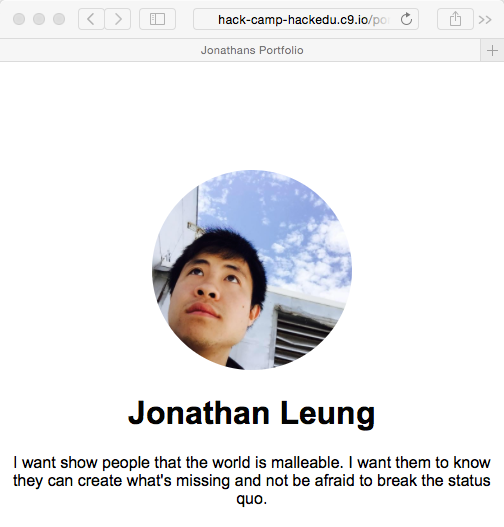 hack-camp-hackedu.c9.io/po
Jonathans Portfolio
Jonathan Leung
I want show people that the world is malleable. I want them to know
they can create what's missing and not be afraid to break the status
quo.